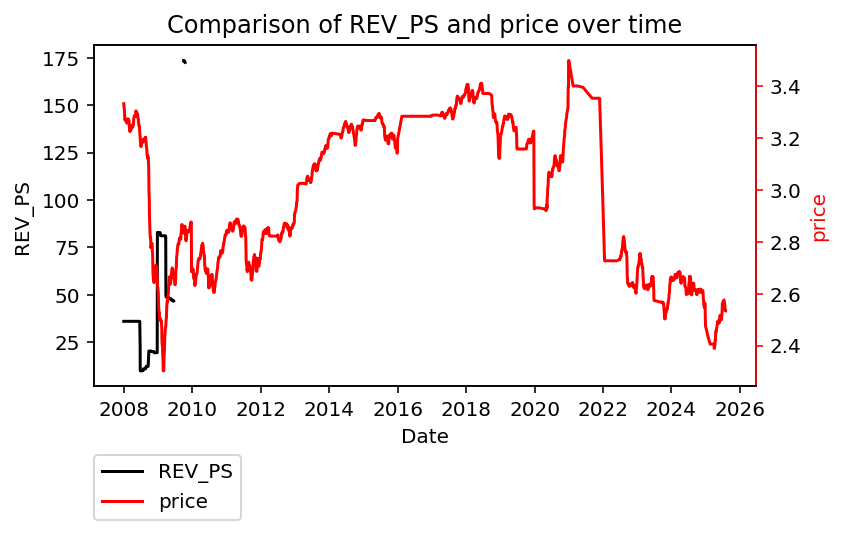 Comparison of REV_PS and price over time
175
150
125
100
75
50
25
REV_PS
3.4
3.2
3.0
2.8
2.6
2.4
price
2008 2010 2012 2014 2016 2018 2020 2022 2024 2026
Date
REV_PS
price